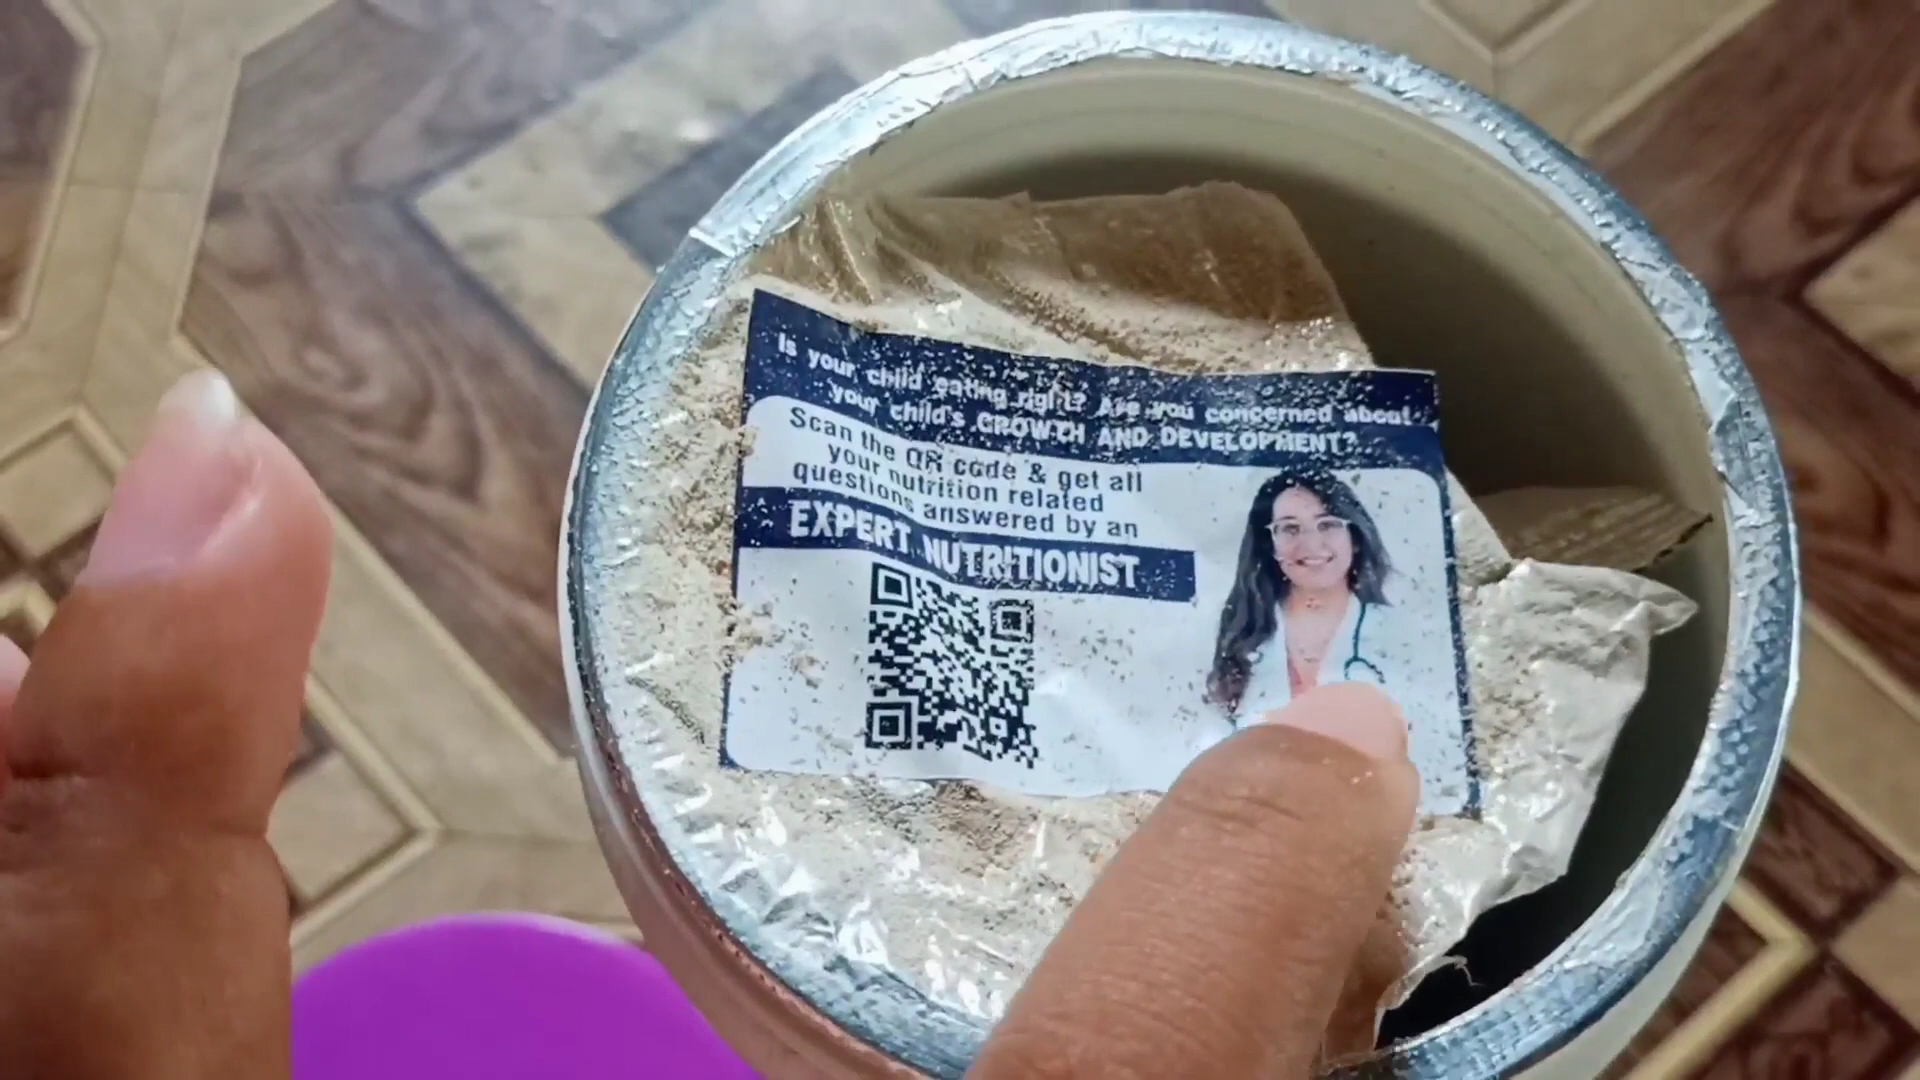 Is your child eating right? Are you concerned about
your child's GROWTH AND DEVELOPMENT?
Scan the QR code & get all
your nutrition related
questions answered by an
EXPERT NUTRITIONIST